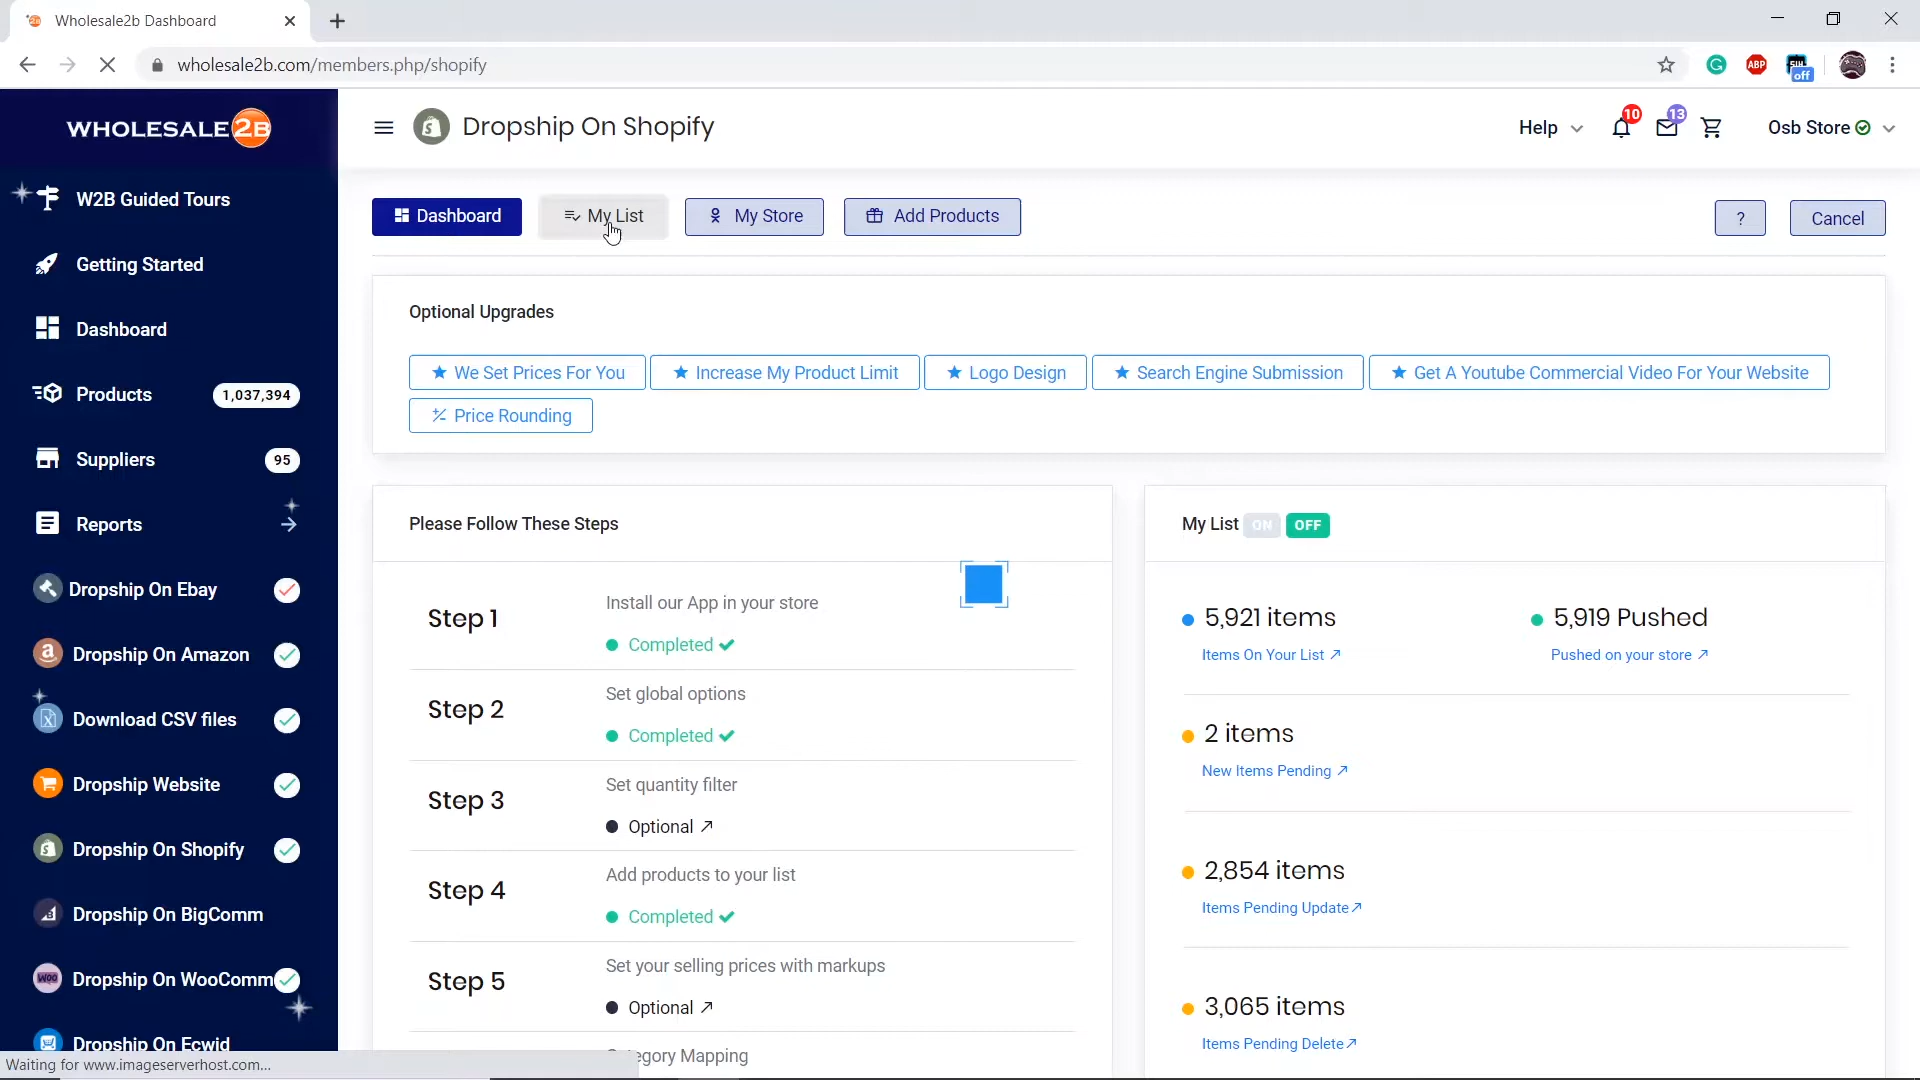 Wholesale2b Dashboard
wholesale2b.com/members.php/shopify
ABP
off
WHOLESALE2B
Dropship On Shopify
Help
10
13
Osb Store
W2B Guided Tours
Getting Started
Dashboard
Products 1,037,394
Suppliers 95
Reports
Dropship On Ebay
Dropship On Amazon
Download CSV files
Dropship Website
Dropship On Shopify
Dropship On BigComm
Dropship On WooComm
Dropship On Ecwid
Waiting for www.imageserverhost.com...
Dashboard
My List
My Store
Add Products
?
Cancel
Optional Upgrades
We Set Prices For You
Increase My Product Limit
Logo Design
Search Engine Submission
Get A Youtube Commercial Video For Your Website
Price Rounding
Please Follow These Steps
Step 1
Install our App in your store
Completed
Step 2
Set global options
Completed
Step 3
Set quantity filter
Optional
Step 4
Add products to your list
Completed
Step 5
Set your selling prices with markups
Optional
Mapping
My List ON OFF
5,921 items
Items On Your List
5,919 Pushed
Pushed on your store
2 items
New Items Pending
2,854 items
Items Pending Update
3,065 items
Items Pending Delete